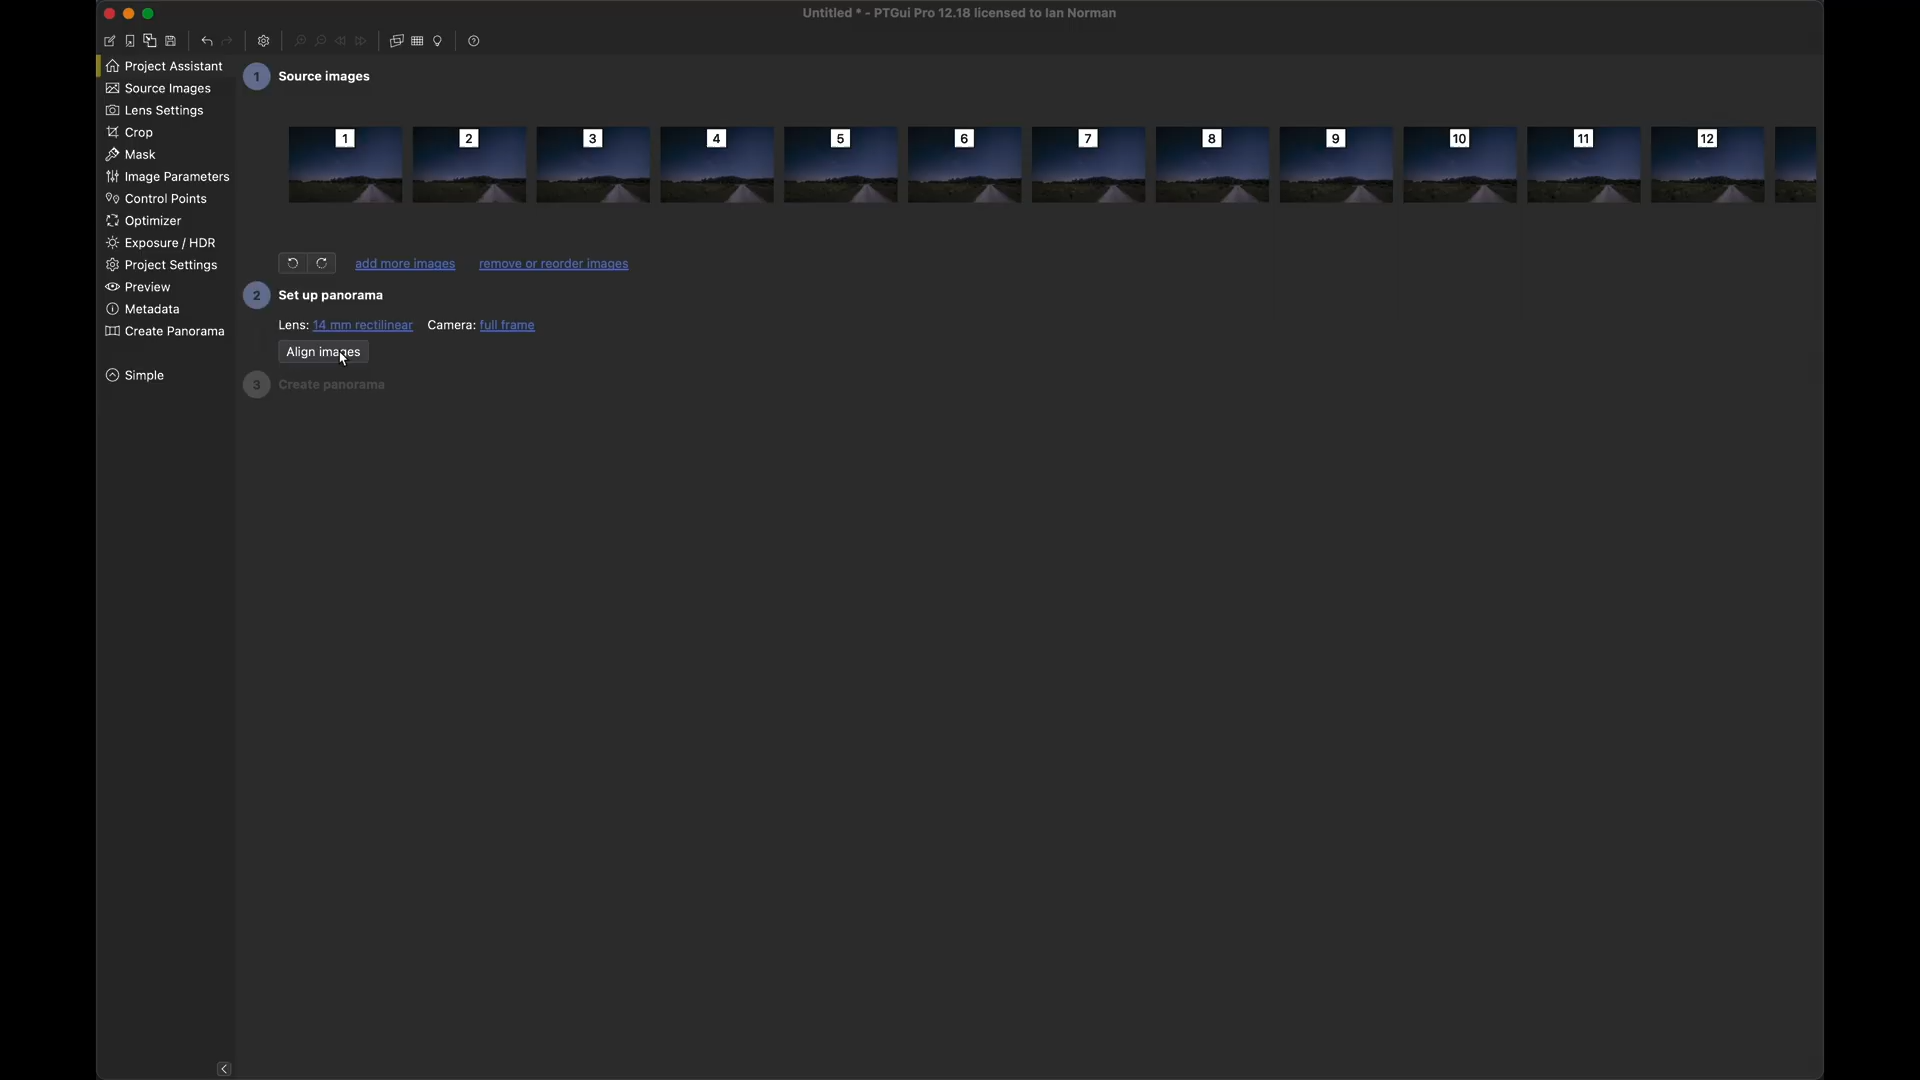 Untitled * - PTGui Pro 12.18 licensed to Ian Norman
Project Assistant
Source Images
Lens Settings
Crop
Mask
Image Parameters
Control Points
Optimizer
Exposure / HDR
Project Settings
Preview
Metadata
Create Panorama
Simple
1 Source images
1 2 3 4 5 6 7 8 9 10 11 12
add more images remove or reorder images
2 Set up panorama
Lens: 14 mm rectilinear Camera: full frame
Align images
3 Create panorama